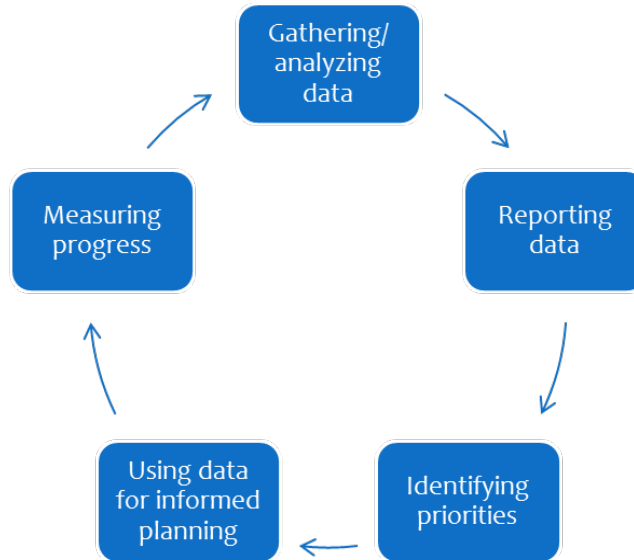 Gathering/
analyzing
data
Reporting
data
Identifying
priorities
Using data
for informed
planning
Measuring
progress